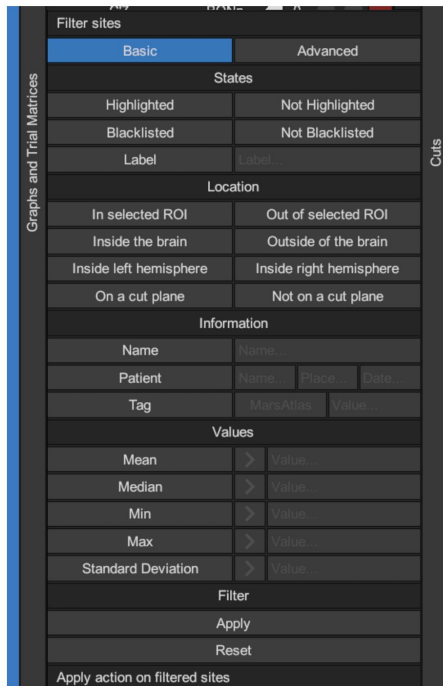 Filter sites
Basic Advanced
States
Highlighted Not Highlighted
Blacklisted Not Blacklisted
Label Label...
Location
In selected ROI Out of selected ROI
Inside the brain Outside of the brain
Inside left hemisphere Inside right hemisphere
On a cut plane Not on a cut plane
Information
Name Name...
Patient Name... Place... Date...
Tag MarsAtlas Value...
Values
Mean > Value...
Median > Value...
Min > Value...
Max > Value...
Standard Deviation > Value...
Filter
Apply
Reset
Apply action on filtered sites
Graphs and Trial Matrices
Cuts